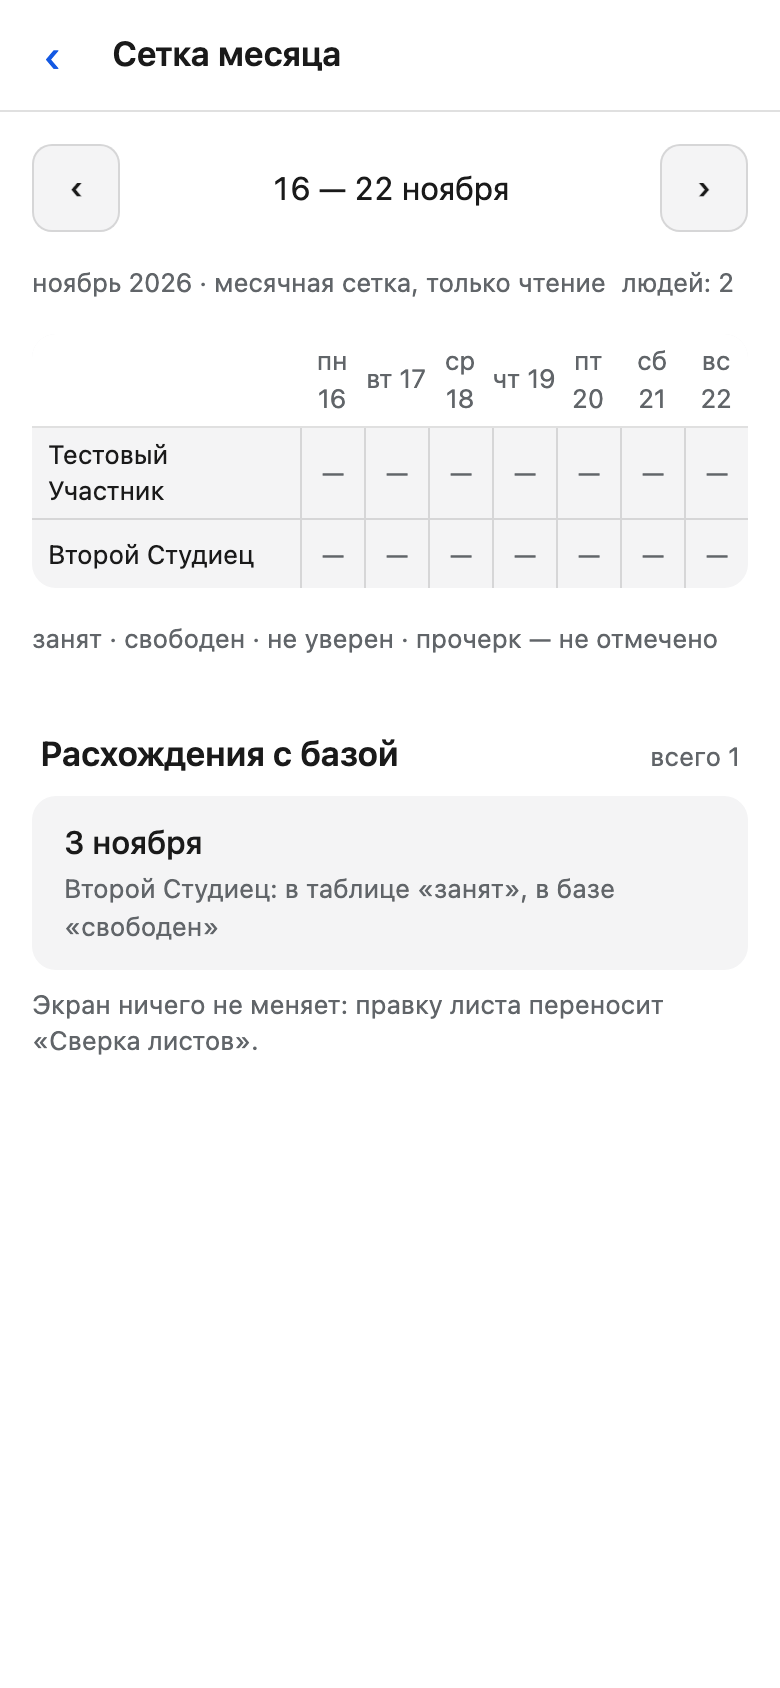 ‹ Сетка месяца
‹ 16 — 22 ноября ›
ноябрь 2026 · месячная сетка, только чтение людей: 2
пн 16 вт 17 ср 18 чт 19 пт 20 сб 21 вс 22
Тестовый
Участник — — — — — — —
Второй Студиец — — — — — — —
занят · свободен · не уверен · прочерк — не отмечено
Расхождения с базой всего 1
3 ноября
Второй Студиец: в таблице «занят», в базе
«свободен»
Экран ничего не меняет: правку листа переносит
«Сверка листов».